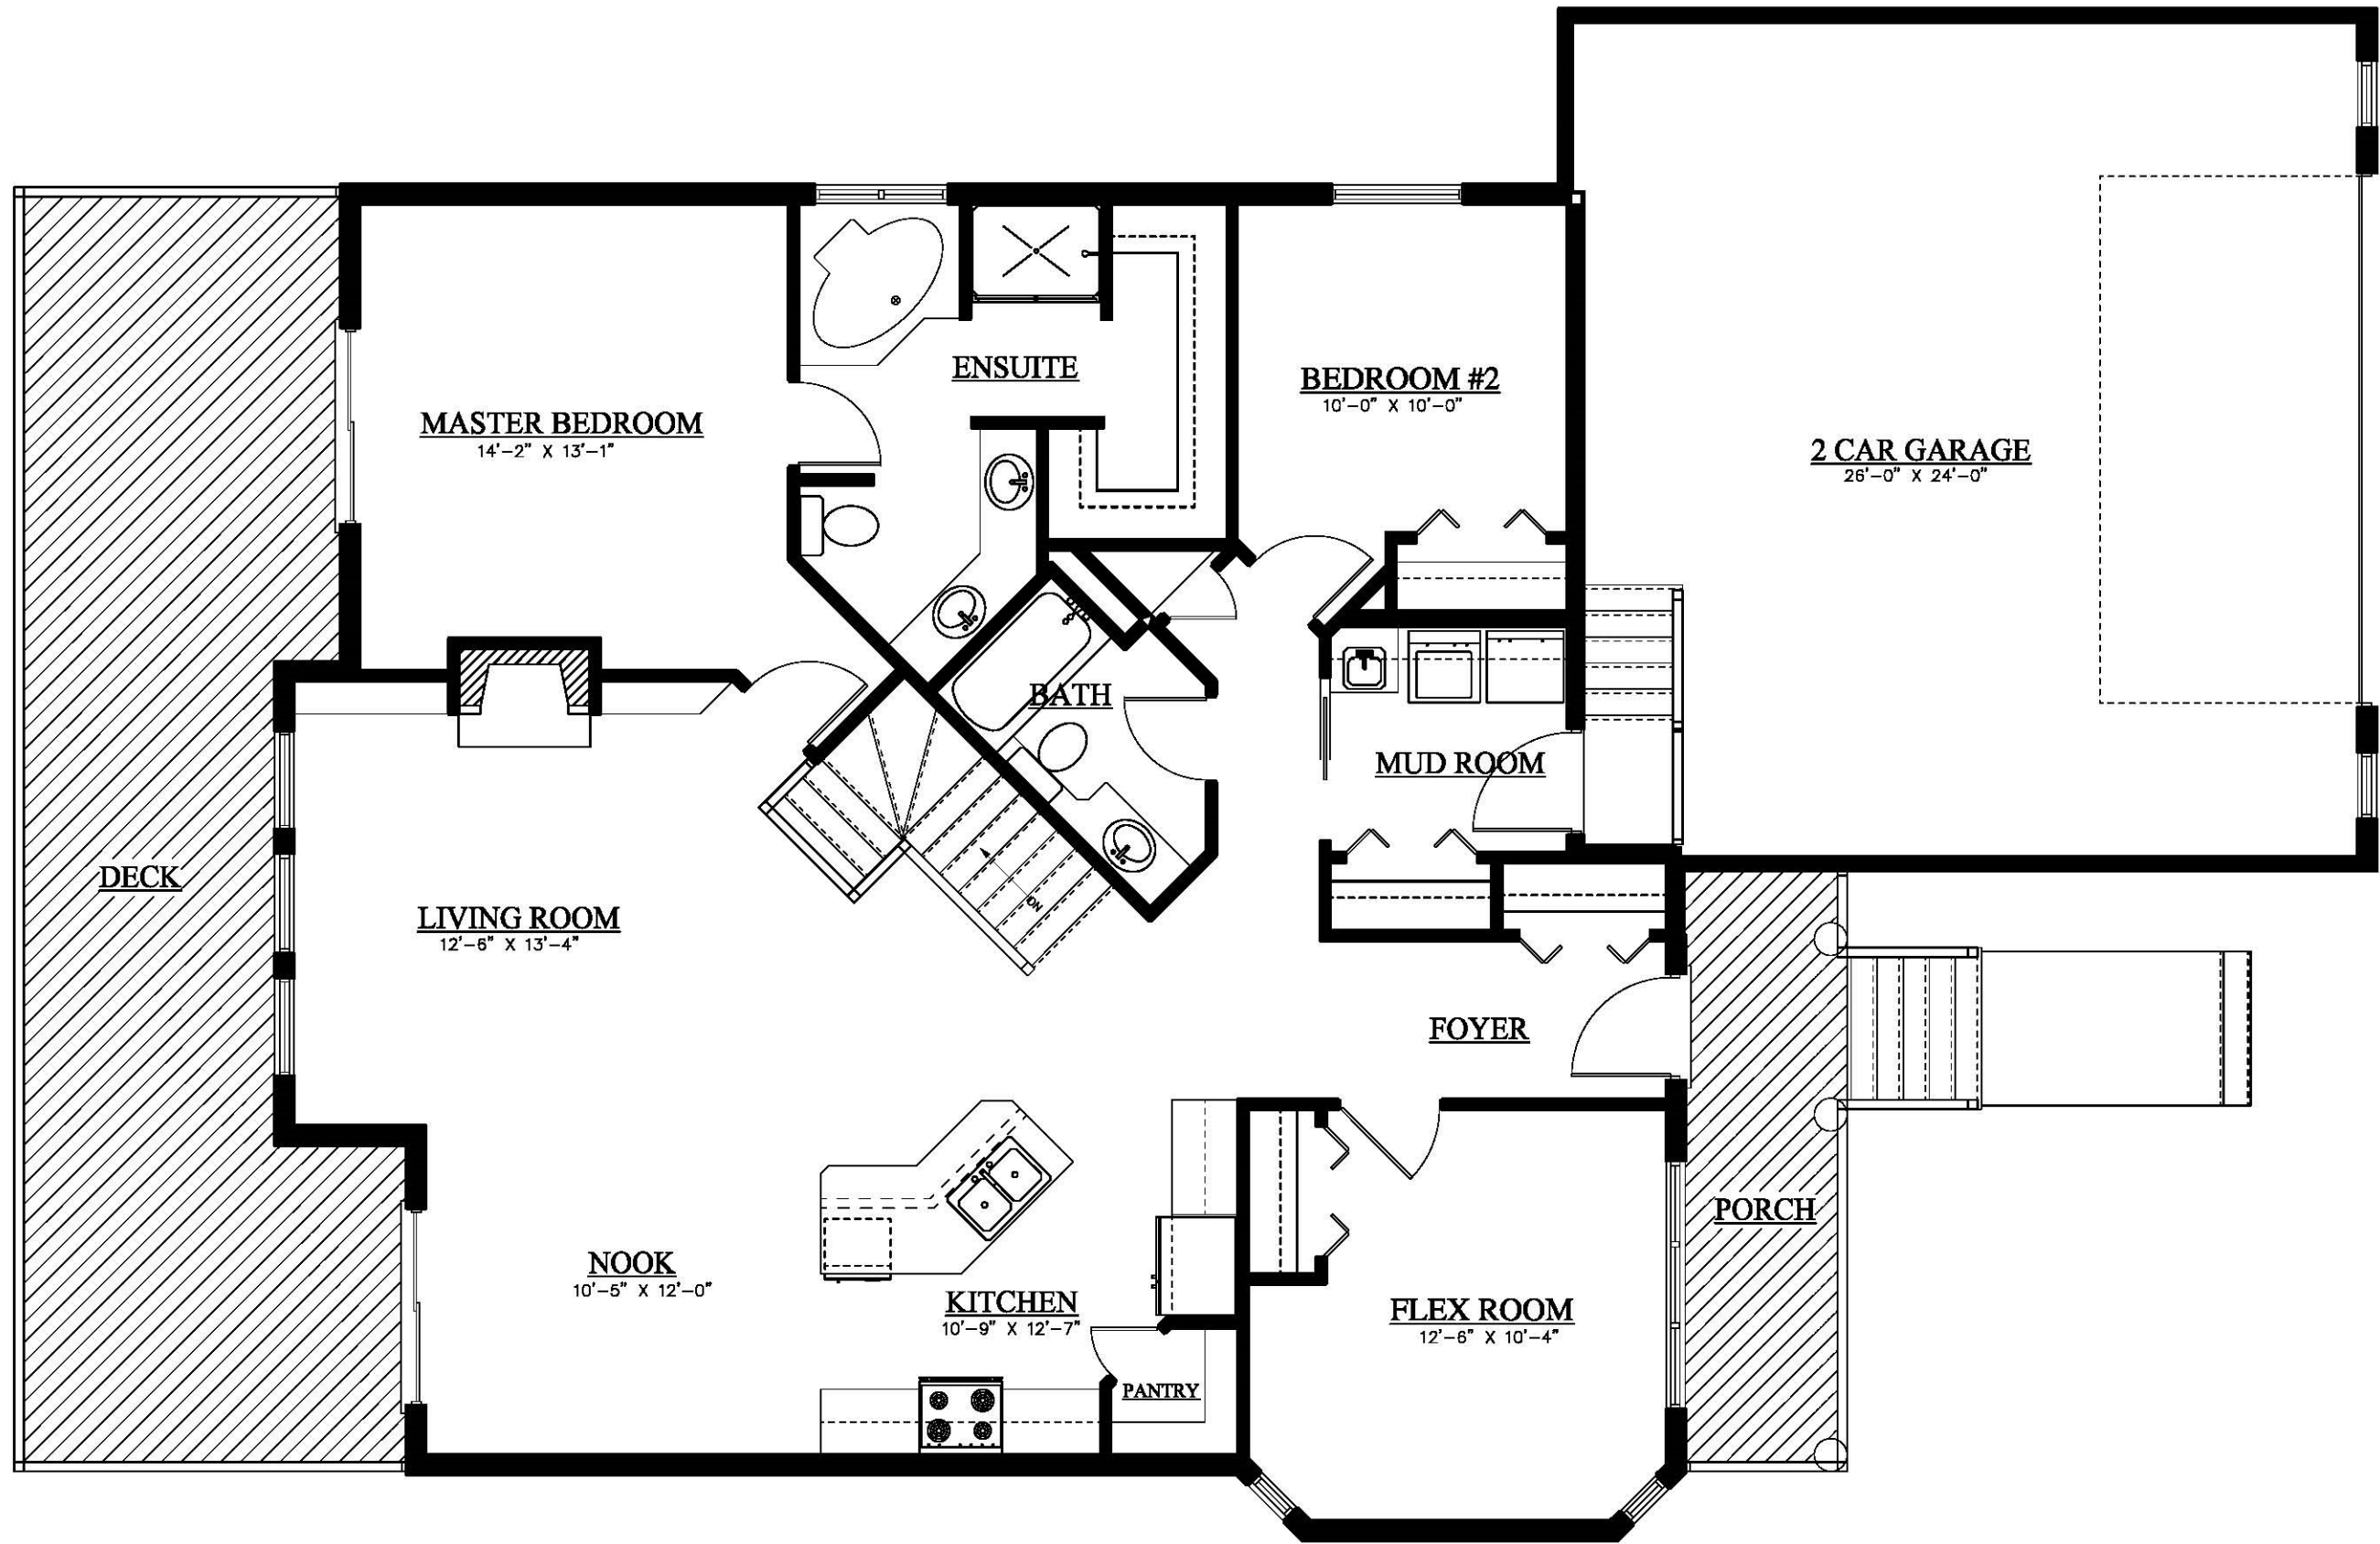 ENSUITE
BEDROOM #2
10'-0" X 10'-0"
MASTER BEDROOM
14'-2" X 13'-1"
2 CAR GARAGE
26'-0" X 24'-0"
BATH
MUD ROOM
DECK
LIVING ROOM
12'-6" X 13'-4"
DN
FOYER
PORCH
NOOK
10'-5" X 12'-0"
KITCHEN
10'-9" X 12'-7"
FLEX ROOM
12'-6" X 10'-4"
PANTRY